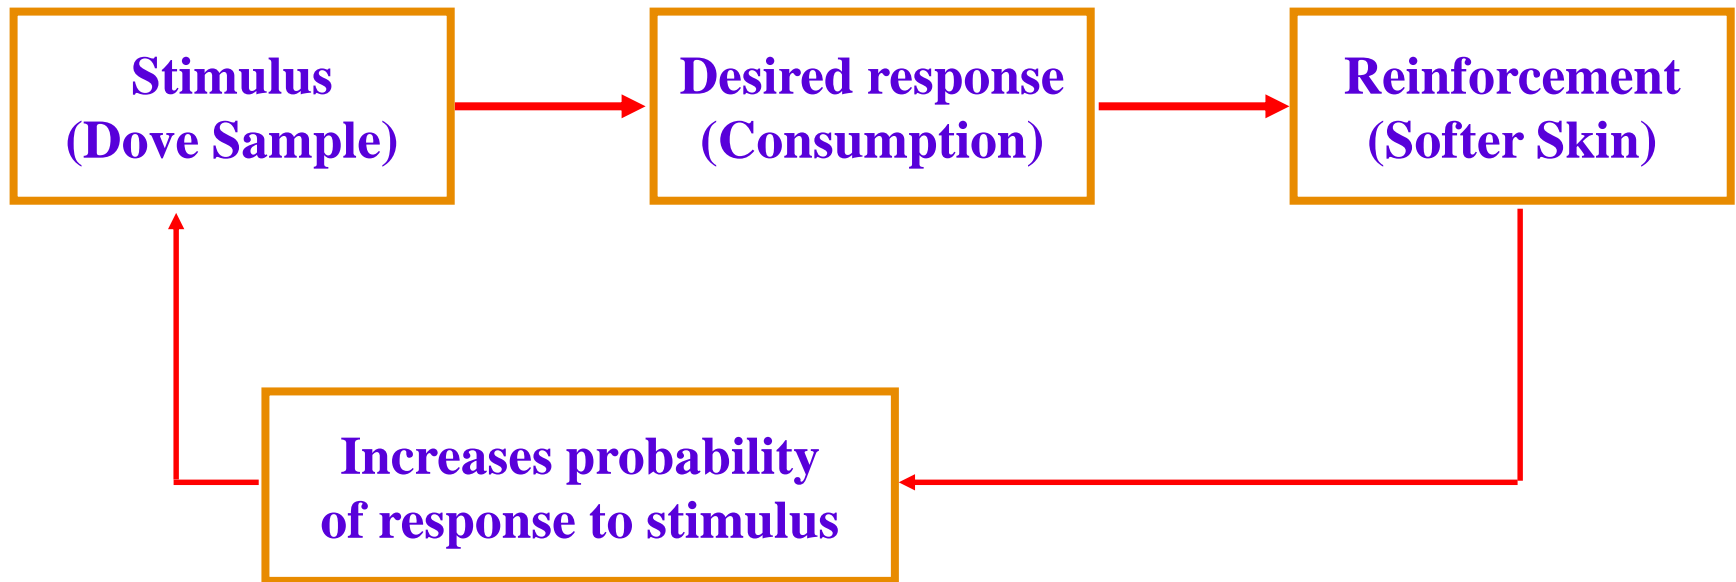 Stimulus
(Dove Sample)
Desired response
(Consumption)
Reinforcement
(Softer Skin)
Increases probability
of response to stimulus